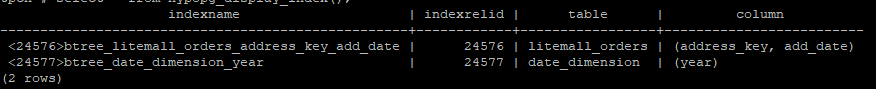 indexname | indexrelid | table | column
-------------------------------------------+------------+-----------------+--------------------------
<24576>btree_litemall_orders_address_key_add_date | 24576 | litemall_orders | (address_key, add_date)
<24577>btree_date_dimension_year | 24577 | date_dimension | (year)
(2 rows)